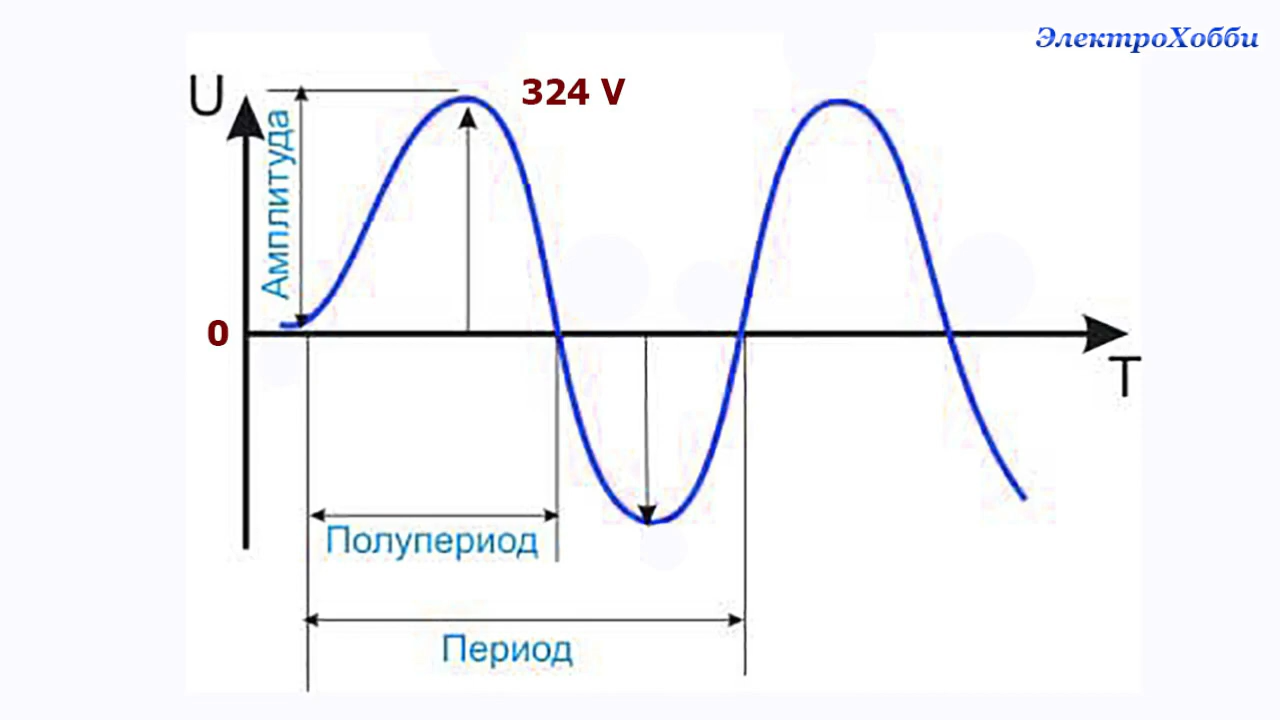 ЭлектроХобби
U
324 V
Амплитуда
0
T
Полупериод
Период